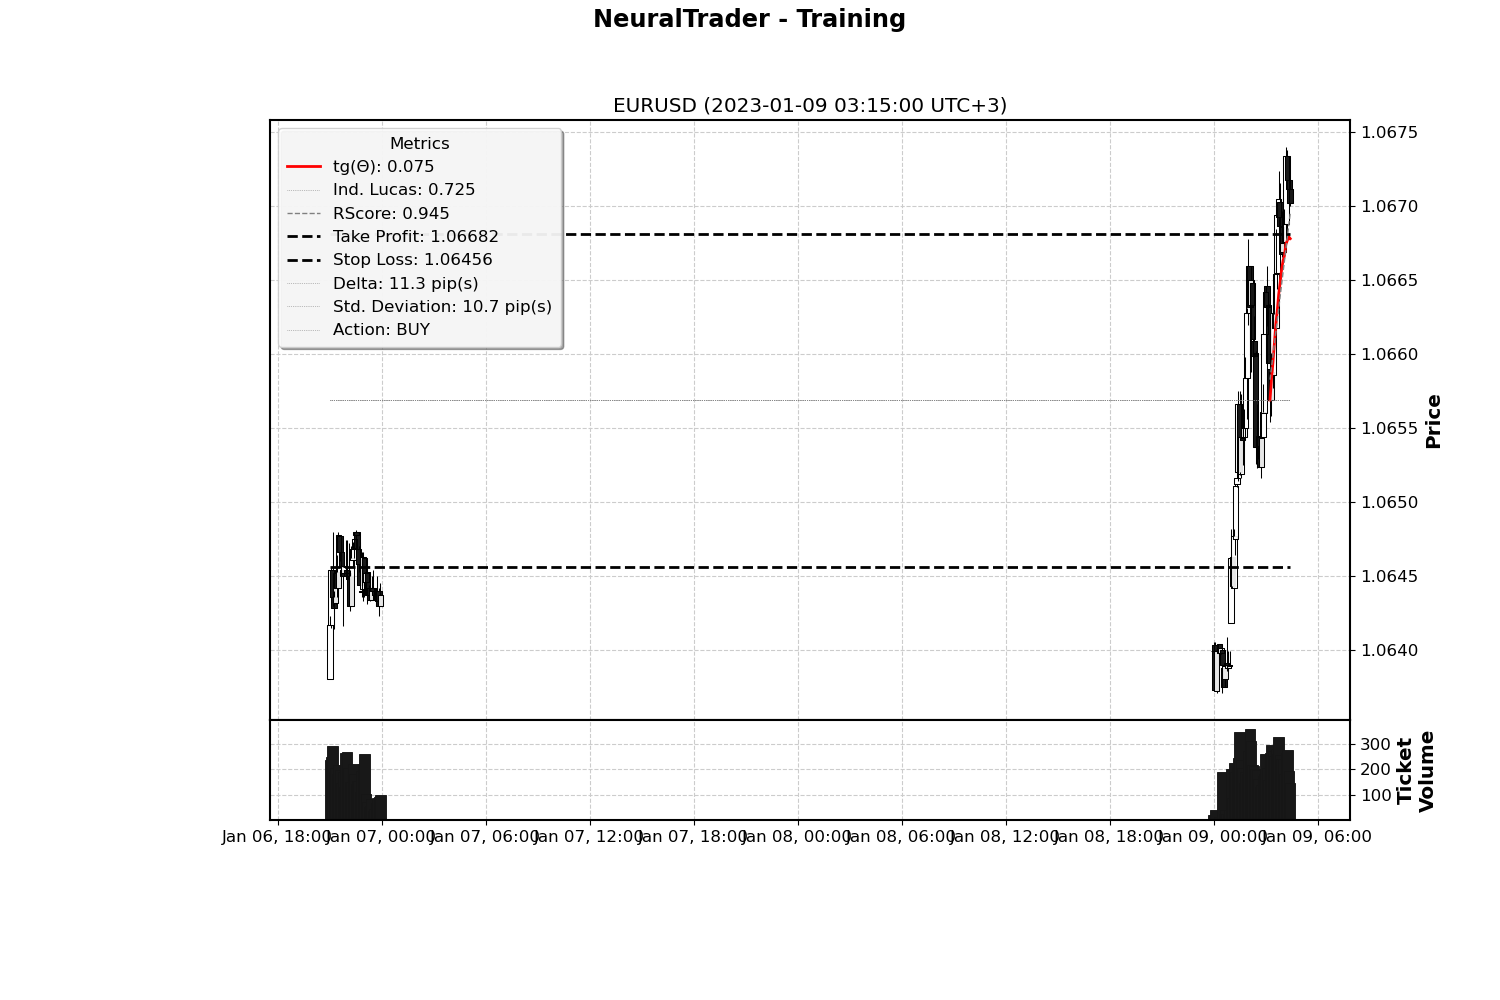 NeuralTrader - Training
EURUSD (2023-01-09 03:15:00 UTC+3)
Metrics
tg(Θ): 0.075
Ind. Lucas: 0.725
RScore: 0.945
Take Profit: 1.06682
Stop Loss: 1.06456
Delta: 11.3 pip(s)
Std. Deviation: 10.7 pip(s)
Action: BUY
1.0675
1.0670
1.0665
1.0660
1.0655
1.0650
1.0645
1.0640
Price
300
200
100
Ticket
Volume
Jan 06, 18:00
Jan 07, 00:00
Jan 07, 06:00
Jan 07, 12:00
Jan 07, 18:00
Jan 08, 00:00
Jan 08, 06:00
Jan 08, 12:00
Jan 08, 18:00
Jan 09, 00:00
Jan 09, 06:00